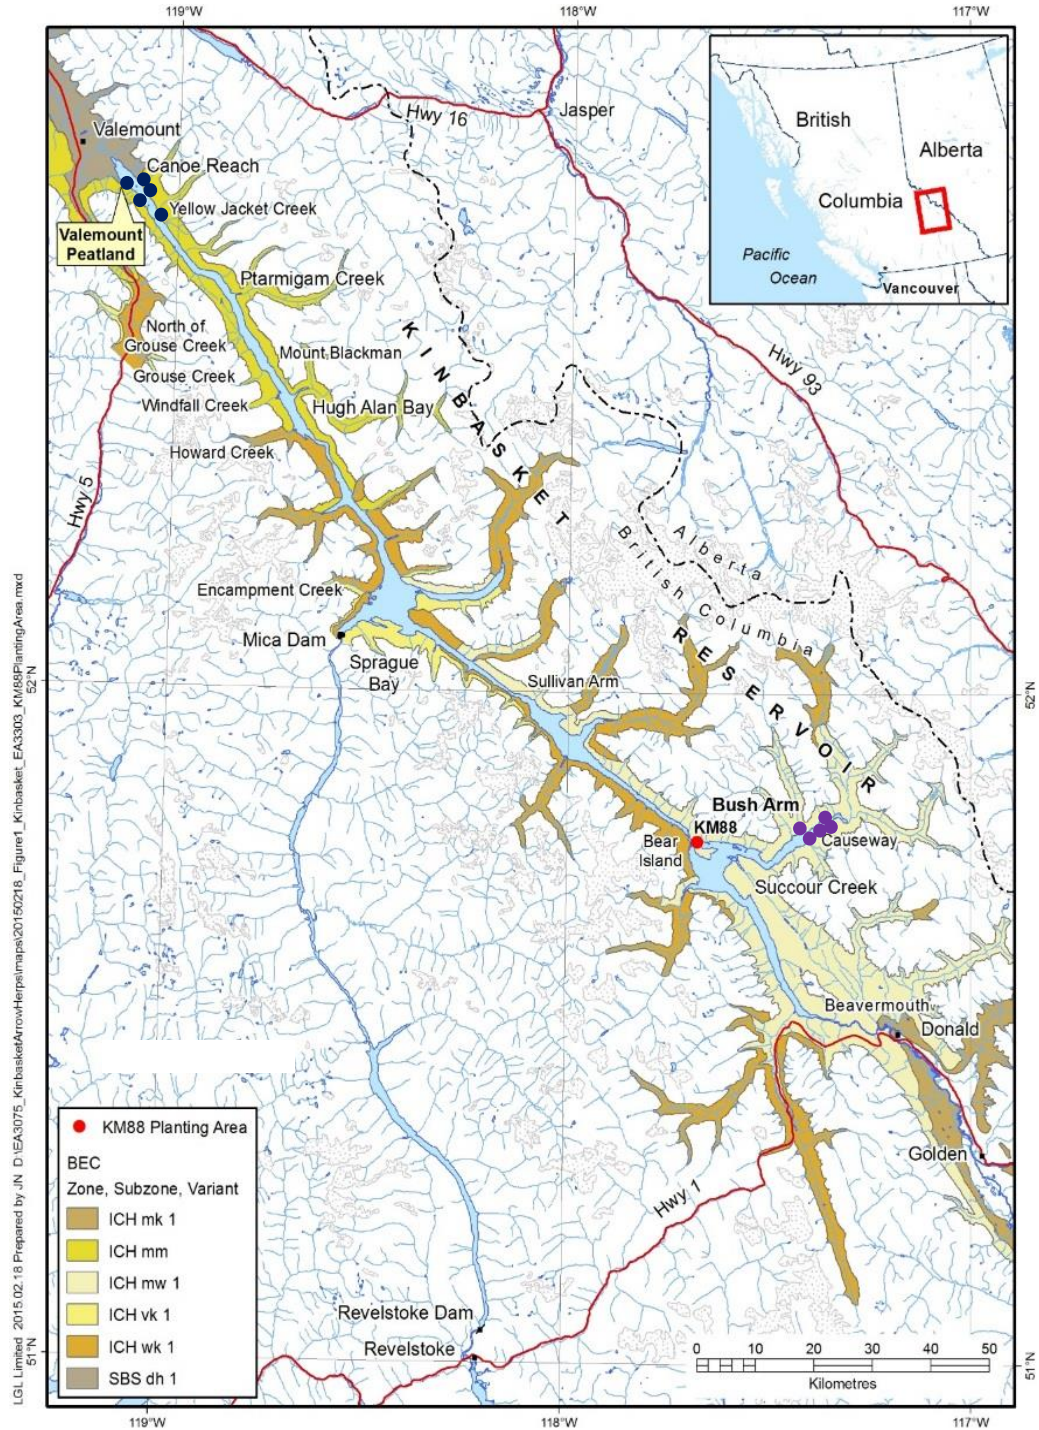 119°W
118°W
117°W
Jasper
Hwy 16
Valemount
Canoe Reach
Yellow Jacket Creek
Valemount
Peatland
British
Columbia
Alberta
Pacific
Ocean
Vancouver
Ptarmigam Creek
North of
Grouse Creek
Mount Blackman
Grouse Creek
Windfall Creek
Hugh Alan Bay
Howard Creek
Hwy 93
Hwy 5
KINBASKET
Alberta
British Columbia
RESERVOIR
Encampment Creek
Mica Dam
Sprague
Bay
Sullivan Arm
52°N
52°N
Bush Arm
KM88
Bear
Island
Causeway
Succour Creek
Beavermouth
Donald
Golden
Hwy 1
Revelstoke Dam
Revelstoke
51°N
51°N
KM88 Planting Area
BEC
Zone, Subzone, Variant
ICH mk 1
ICH mm
ICH mw 1
ICH vk 1
ICH wk 1
SBS dh 1
0 10 20 30 40 50
Kilometres
119°W
118°W
117°W
LGL Limited 2015.02.18 Prepared by JN D:\EA3075_KinbasketArrowHerps\maps\20150218_Figure1_Kinbasket_EA3303_KM88PlantingArea.mxd